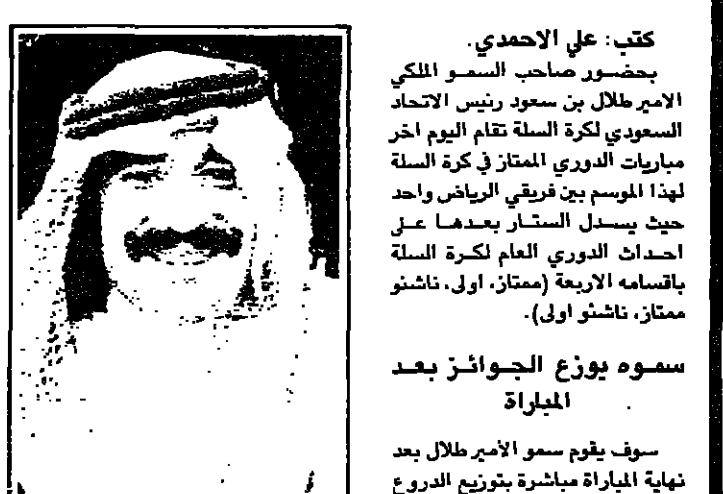 كتب: علي الاحمدي.
بحضور صاحب السمو الملكي
الامير طلال بن سعود رئيس الاتحاد
السعودي لكرة السلة تقام اليوم اخر
مباريات الدوري الممتاز في كرة السلة
لهذا الموسم بين فريقي الرياض واحد
حيث يسدل الستار بعدها على
احداث الدوري العام لكرة السلة
باقسامه الاربعة (ممتاز، اولى، ناشئو
ممتاز، ناشئو اولى).
سموه يوزع الجوائز بعد
المباراة
سوف يقوم سمو الأمير طلال بعد
نهاية المباراة مباشرة بتوزيع الدروع